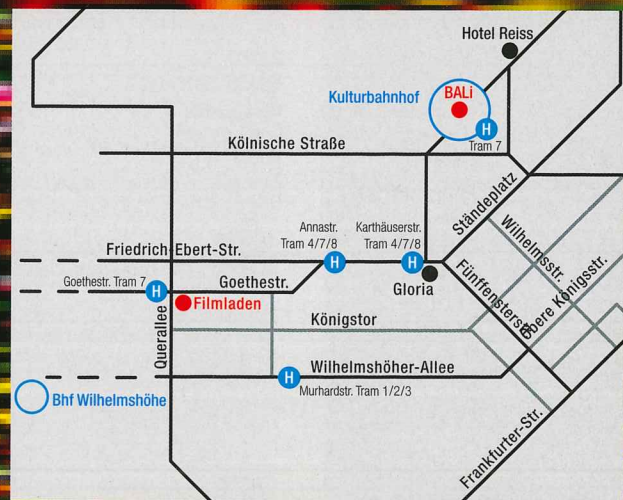 Hotel Reiss
BALi
Kulturbahnhof
H
Tram 7
Kölnische Straße
Ständeplatz
Wilhelmsstr.
Annastr.
Tram 4/7/8
Karthäuserstr.
Tram 4/7/8
Friedrich-Ebert-Str.
H
H
Goethestr. Tram 7
H
Goethestr.
Gloria
Fünffensterstr.
Obere Königsstr.
Filmladen
Königstor
Querallee
Wilhelmshöher-Allee
H
Murhardstr. Tram 1/2/3
Bhf Wilhelmshöhe
Frankfurter-Str.